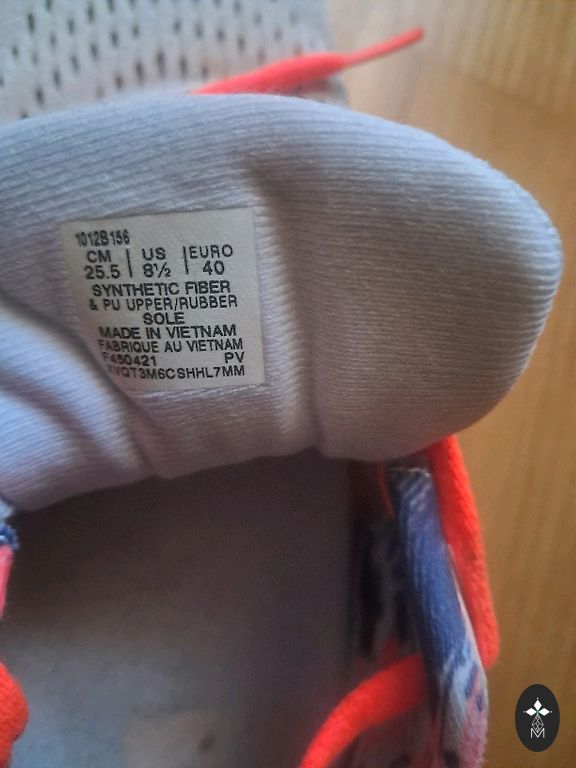 1012B156
CM | US | EURO
25.5 | 8½ | 40
SYNTHETIC FIBER
& PU UPPER/RUBBER
SOLE
MADE IN VIETNAM
FABRIQUE AU VIETNAM
F450421 PV
M